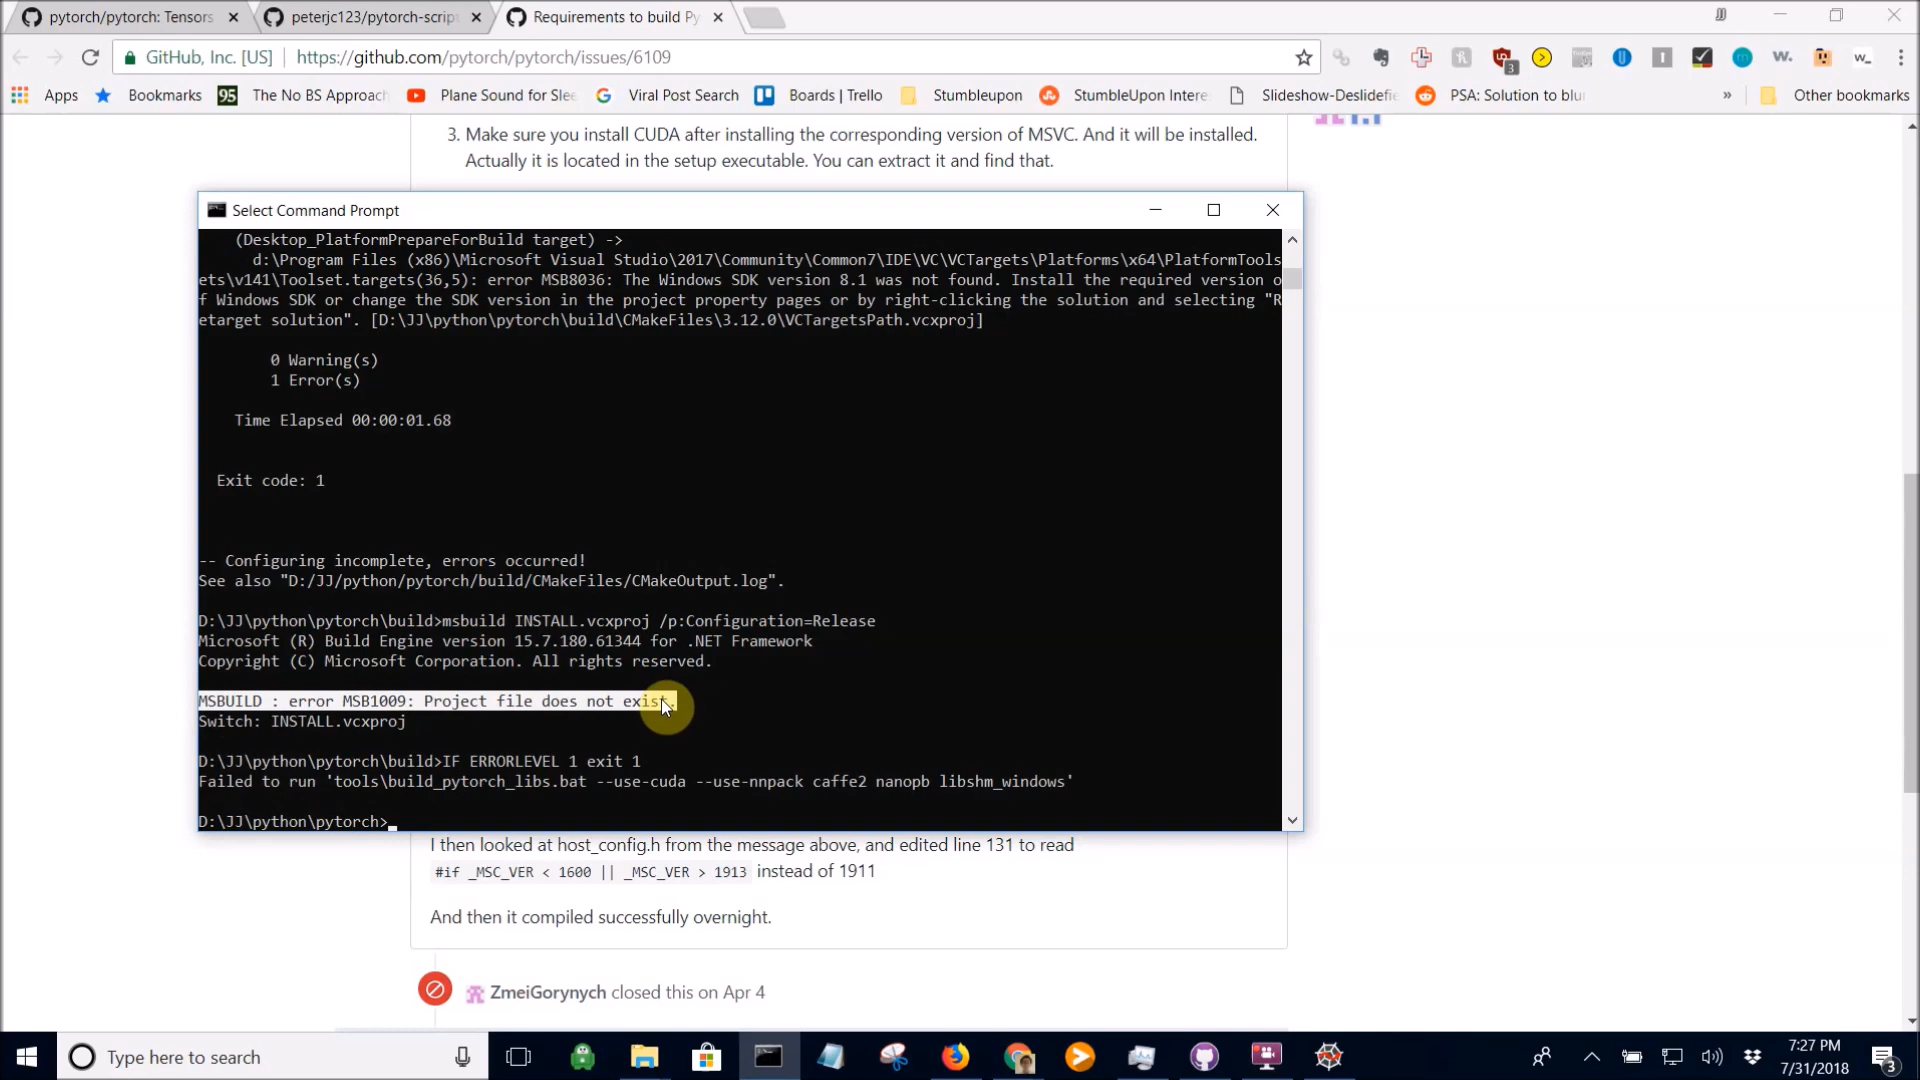 pytorch/pytorch: Tensors
peterjc123/pytorch-scrip
Requirements to build Py
GitHub, Inc. [US]
https://github.com/pytorch/pytorch/issues/6109
3
w.
w_
Apps
Bookmarks
95
The No BS Approach
Plane Sound for Slee
Viral Post Search
Boards | Trello
Stumbleupon
StumbleUpon Intere
Slideshow-Deslidefie
PSA: Solution to blur
»
Other bookmarks
3. Make sure you install CUDA after installing the corresponding version of MSVC. And it will be installed.
Actually it is located in the setup executable. You can extract it and find that.
Select Command Prompt
(Desktop_PlatformPrepareForBuild target) ->
d:\Program Files (x86)\Microsoft Visual Studio\2017\Community\Common7\IDE\VC\VCTargets\Platforms\x64\PlatformTools
ets\v141\Toolset.targets(36,5): error MSB8036: The Windows SDK version 8.1 was not found. Install the required version o
f Windows SDK or change the SDK version in the project property pages or by right-clicking the solution and selecting "R
etarget solution". [D:\JJ\python\pytorch\build\CMakeFiles\3.12.0\VCTargetsPath.vcxproj]
0 Warning(s)
1 Error(s)
Time Elapsed 00:00:01.68
Exit code: 1
-- Configuring incomplete, errors occurred!
See also "D:/JJ/python/pytorch/build/CMakeFiles/CMakeOutput.log".
D:\JJ\python\pytorch\build>msbuild INSTALL.vcxproj /p:Configuration=Release
Microsoft (R) Build Engine version 15.7.180.61344 for .NET Framework
Copyright (C) Microsoft Corporation. All rights reserved.
MSBUILD : error MSB1009: Project file does not exist.
Switch: INSTALL.vcxproj
D:\JJ\python\pytorch\build>IF ERRORLEVEL 1 exit 1
Failed to run 'tools\build_pytorch_libs.bat --use-cuda --use-nnpack caffe2 nanopb libshm_windows'
D:\JJ\python\pytorch>
I then looked at host_config.h from the message above, and edited line 131 to read
#if _MSC_VER < 1600 || _MSC_VER > 1913 instead of 1911
And then it compiled successfully overnight.
ZmeiGorynych closed this on Apr 4
Type here to search
7:27 PM
7/31/2018
3